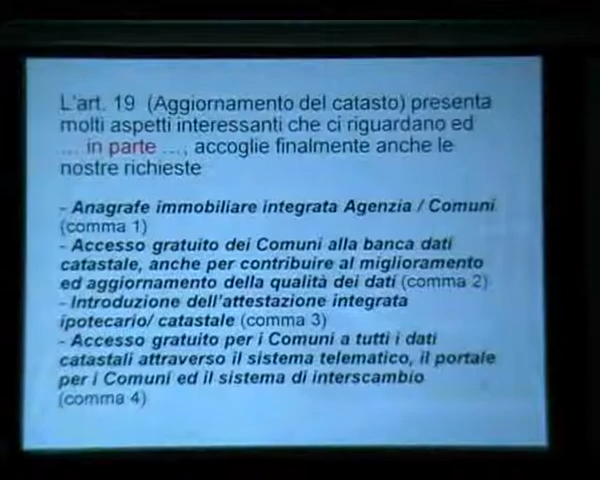 L'art. 19 (Aggiornamento del catasto) presenta
molti aspetti interessanti che ci riguardano ed
... in parte ..., accoglie finalmente anche le
nostre richieste
- Anagrafe immobiliare integrata Agenzia / Comuni
(comma 1)
- Accesso gratuito dei Comuni alla banca dati
catastale, anche per contribuire al miglioramento
ed aggiornamento della qualità dei dati (comma 2)
- Introduzione dell'attestazione integrata
ipotecario/ catastale (comma 3)
- Accesso gratuito per i Comuni a tutti i dati
catastali attraverso il sistema telematico, il portale
per i Comuni ed il sistema di interscambio
(comma 4)